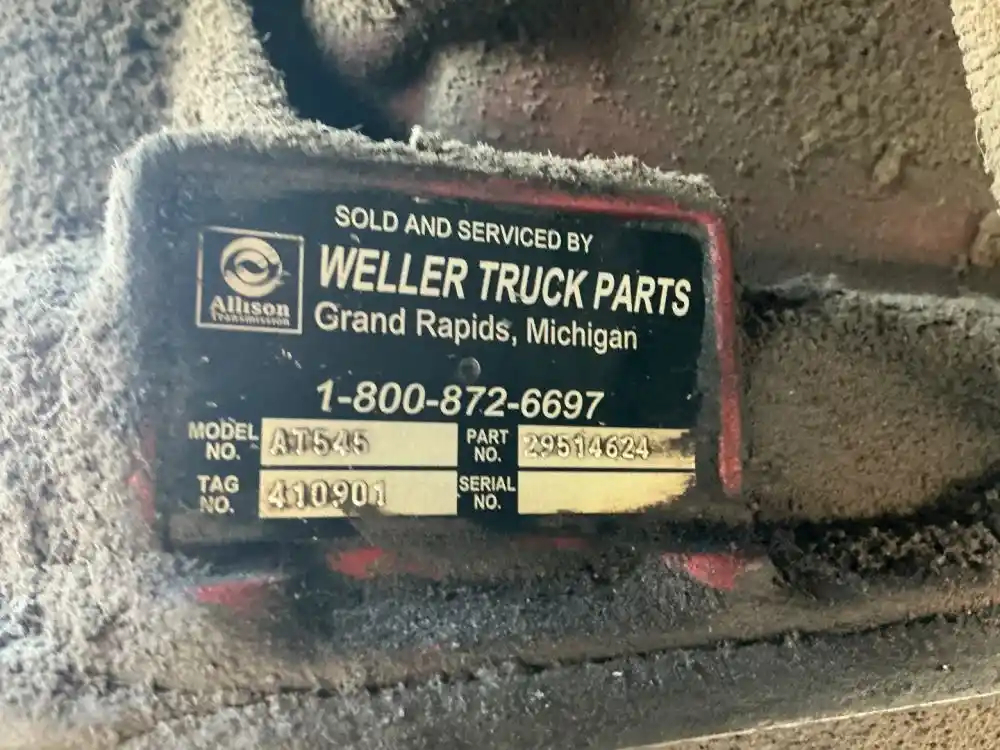 SOLD AND SERVICED BY
WELLER TRUCK PARTS
Allison
Transmission
Grand Rapids, Michigan
1-800-872-6697
MODEL NO. AT545 PART NO. 29514624
TAG NO. 410901 SERIAL NO.